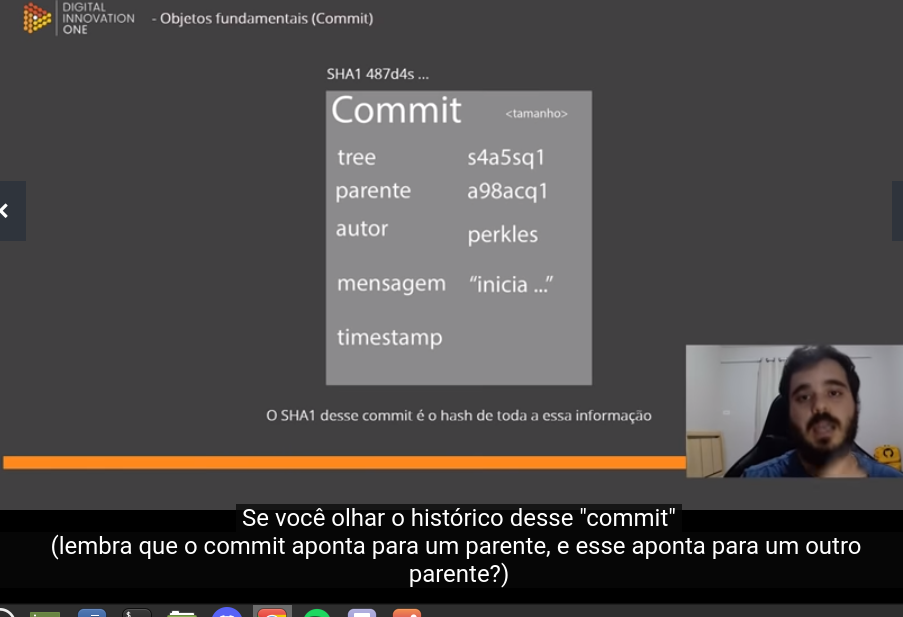 DIGITAL
INNOVATION
ONE
- Objetos fundamentais (Commit)
SHA1 487d4s ...
Commit <tamanho>
tree s4a5sq1
parente a98acq1
autor perkles
mensagem “inicia ...”
timestamp
O SHA1 desse commit é o hash de toda a essa informação
Se você olhar o histórico desse "commit"
(lembra que o commit aponta para um parente, e esse aponta para um outro
parente?)